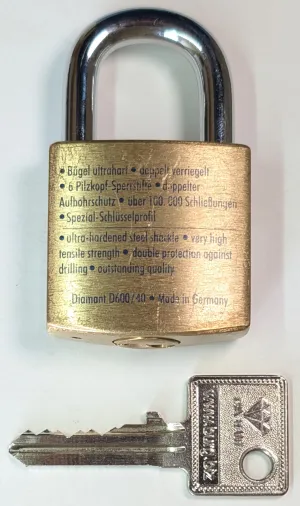 • Bügel ultrahart • doppelt verriegelt
• 6 Pilzkopf-Sperrstifte • doppelter
Aufbohrschutz • über 100.000 Schließungen
• Spezial-Schlüsselprofil
• ultra-hardened steel shackle • very high
tensile strength • double protection against
drilling • outstanding quality
Diamant D600/40 • Made in Germany